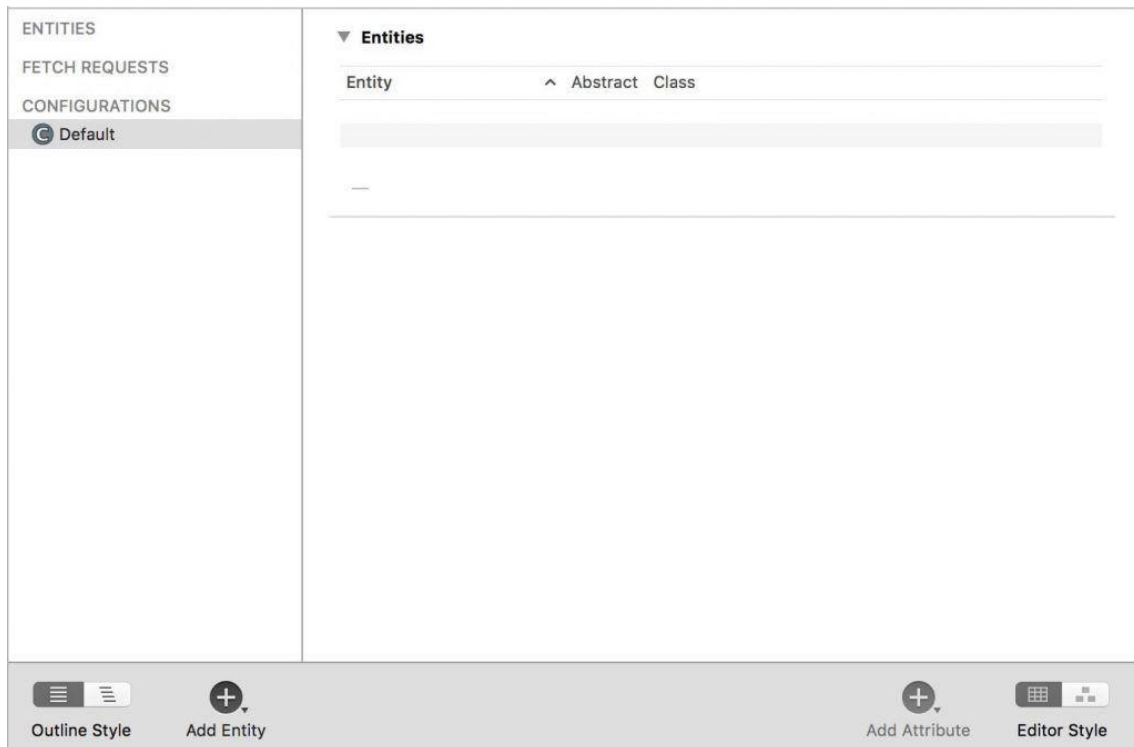 ENTITIES
FETCH REQUESTS
CONFIGURATIONS
C Default
Entities
Entity Abstract Class
Outline Style
Add Entity
Add Attribute
Editor Style